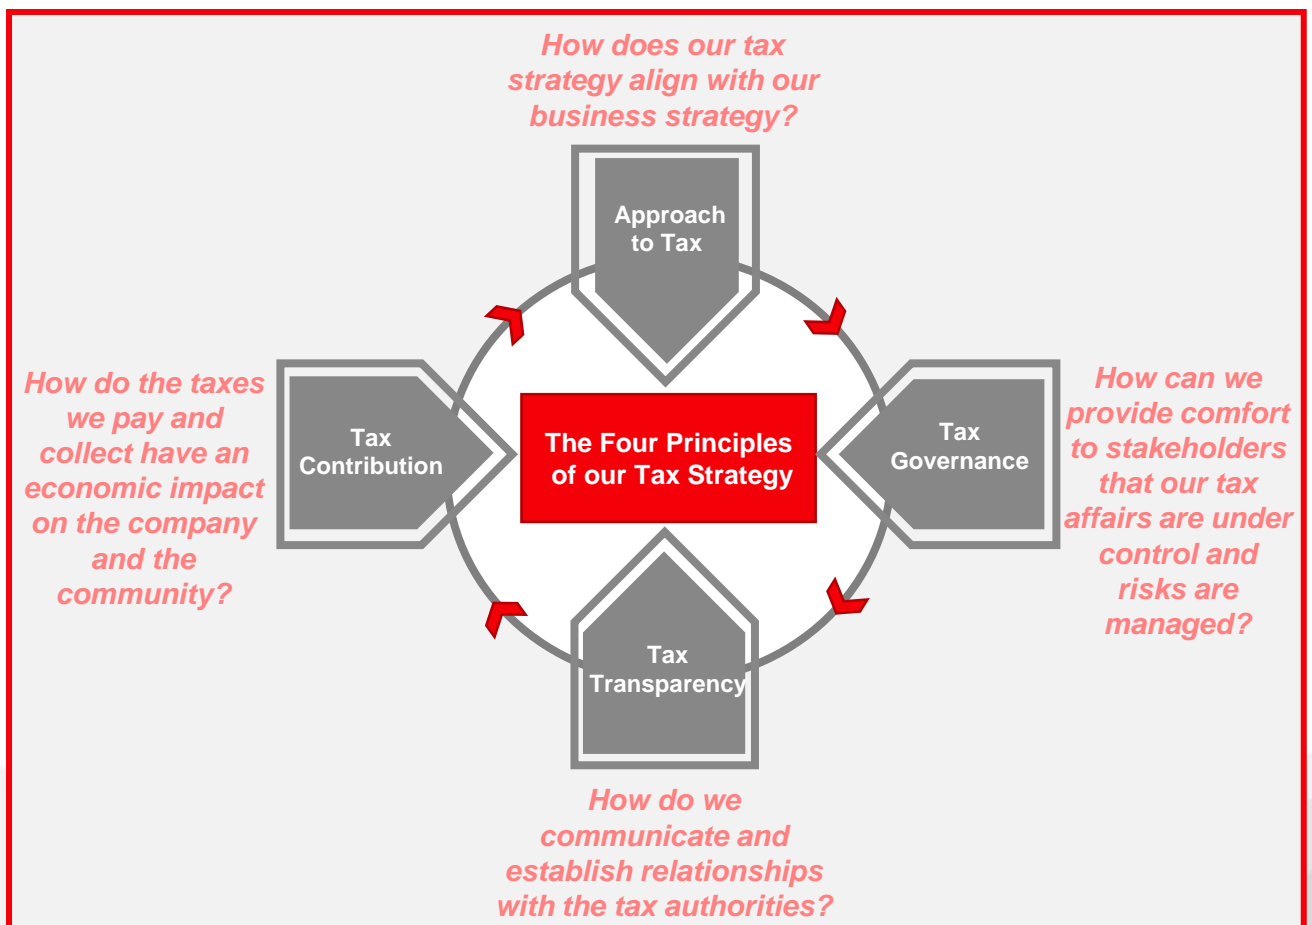 How does our tax
strategy align with our
business strategy?
Approach
to Tax
How do the taxes
we pay and
collect have an
economic impact
on the company
and the
community?
Tax
Contribution
The Four Principles
of our Tax Strategy
Tax
Governance
How can we
provide comfort
to stakeholders
that our tax
affairs are under
control and
risks are
managed?
Tax
Transparency
How do we
communicate and
establish relationships
with the tax authorities?